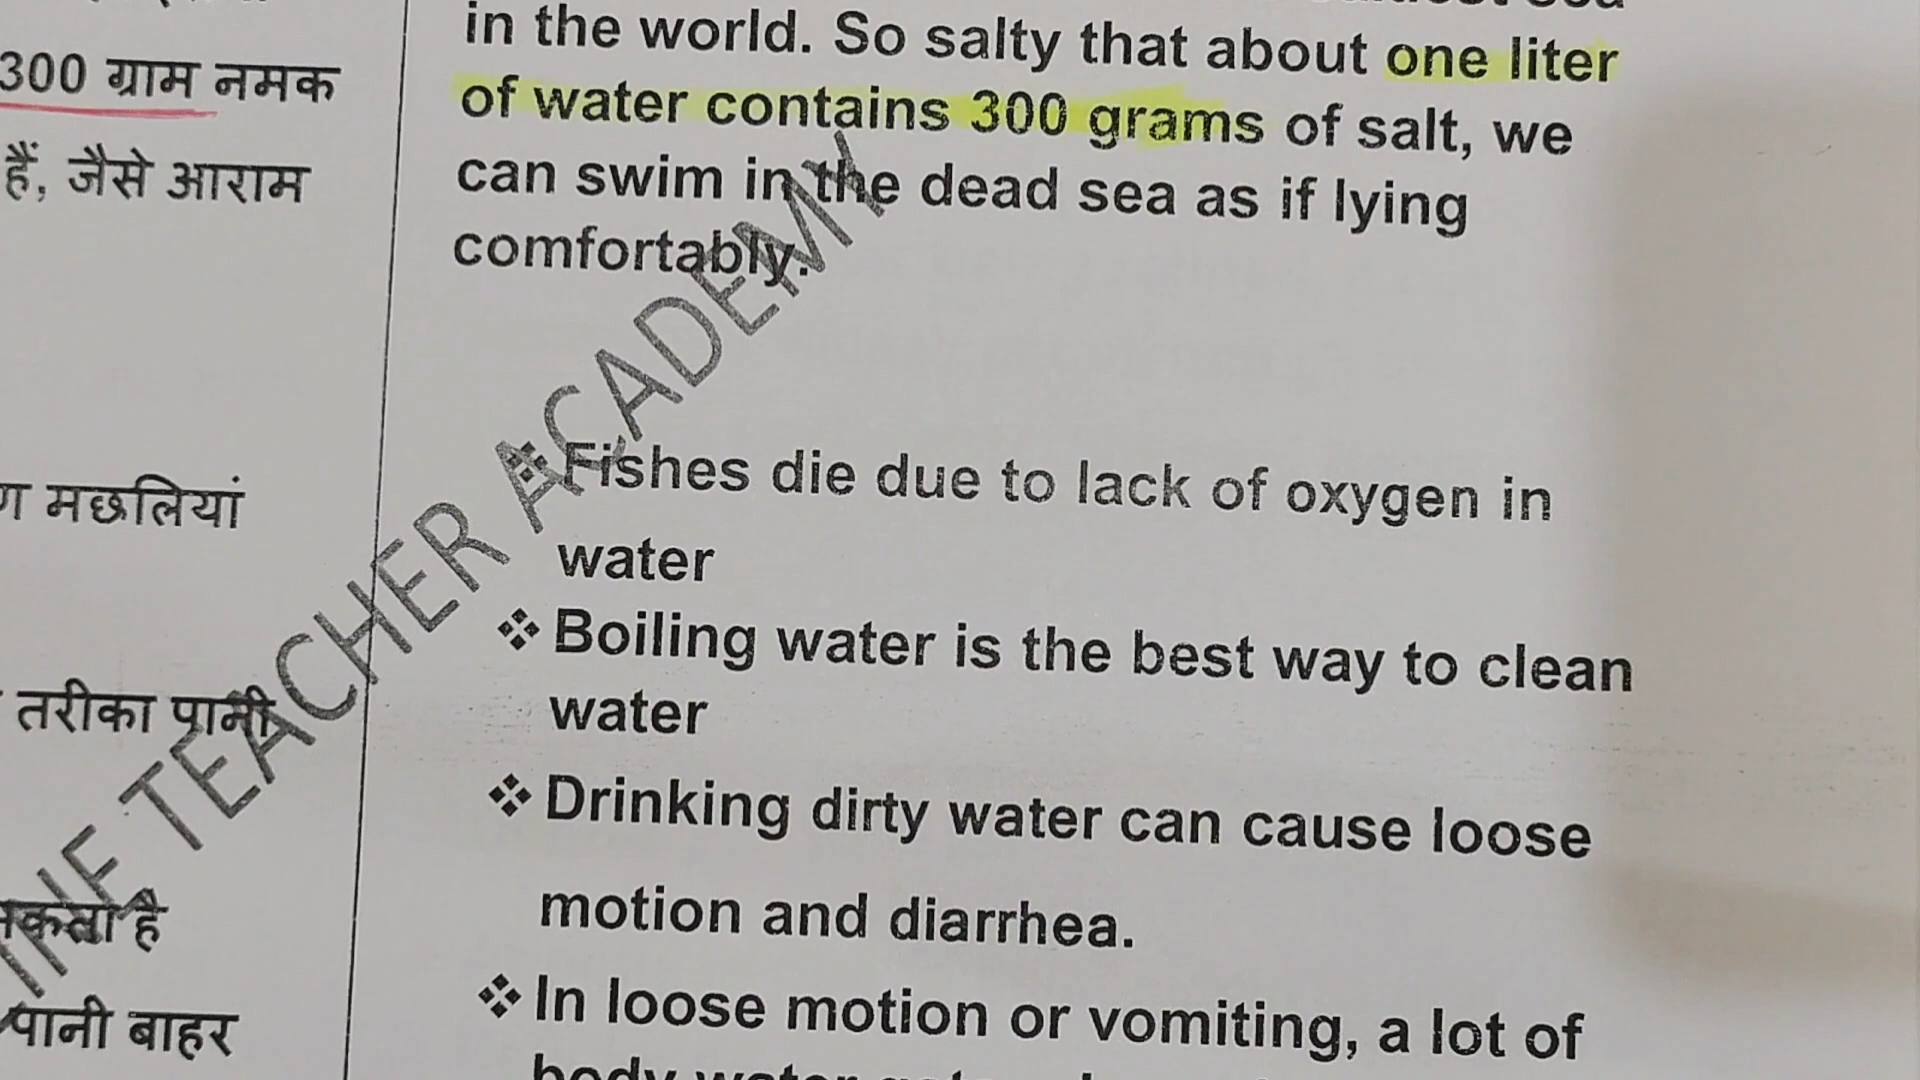 300 ग्राम नमक
हैं, जैसे आराम
मछलियां
तरीका पानी
है
पानी बाहर
in the world. So salty that about one liter
of water contains 300 grams of salt, we
can swim in the dead sea as if lying
comfortably.
❖ Fishes die due to lack of oxygen in
water
❖ Boiling water is the best way to clean
water
❖ Drinking dirty water can cause loose
motion and diarrhea.
❖ In loose motion or vomiting, a lot of
body water
TEACHER ACADEMY